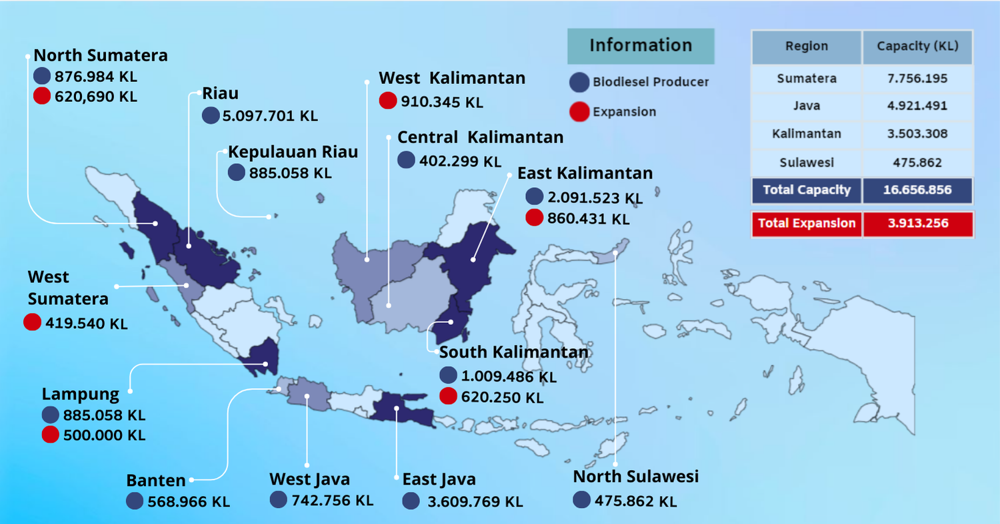 North Sumatera
876.984 KL
620,690 KL
Riau
5.097.701 KL
Kepulauan Riau
885.058 KL
West Kalimantan
910.345 KL
Central Kalimantan
402.299 KL
East Kalimantan
2.091.523 KL
860.431 KL
Information
Biodiesel Producer
Expansion
Region Capacity (KL)
Sumatera 7.756.195
Java 4.921.491
Kalimantan 3.503.308
Sulawesi 475.862
Total Capacity 16.656.856
Total Expansion 3.913.256
West
Sumatera
419.540 KL
South Kalimantan
1.009.486 KL
620.250 KL
Lampung
885.058 KL
500.000 KL
Banten
568.966 KL
West Java
742.756 KL
East Java
3.609.769 KL
North Sulawesi
475.862 KL